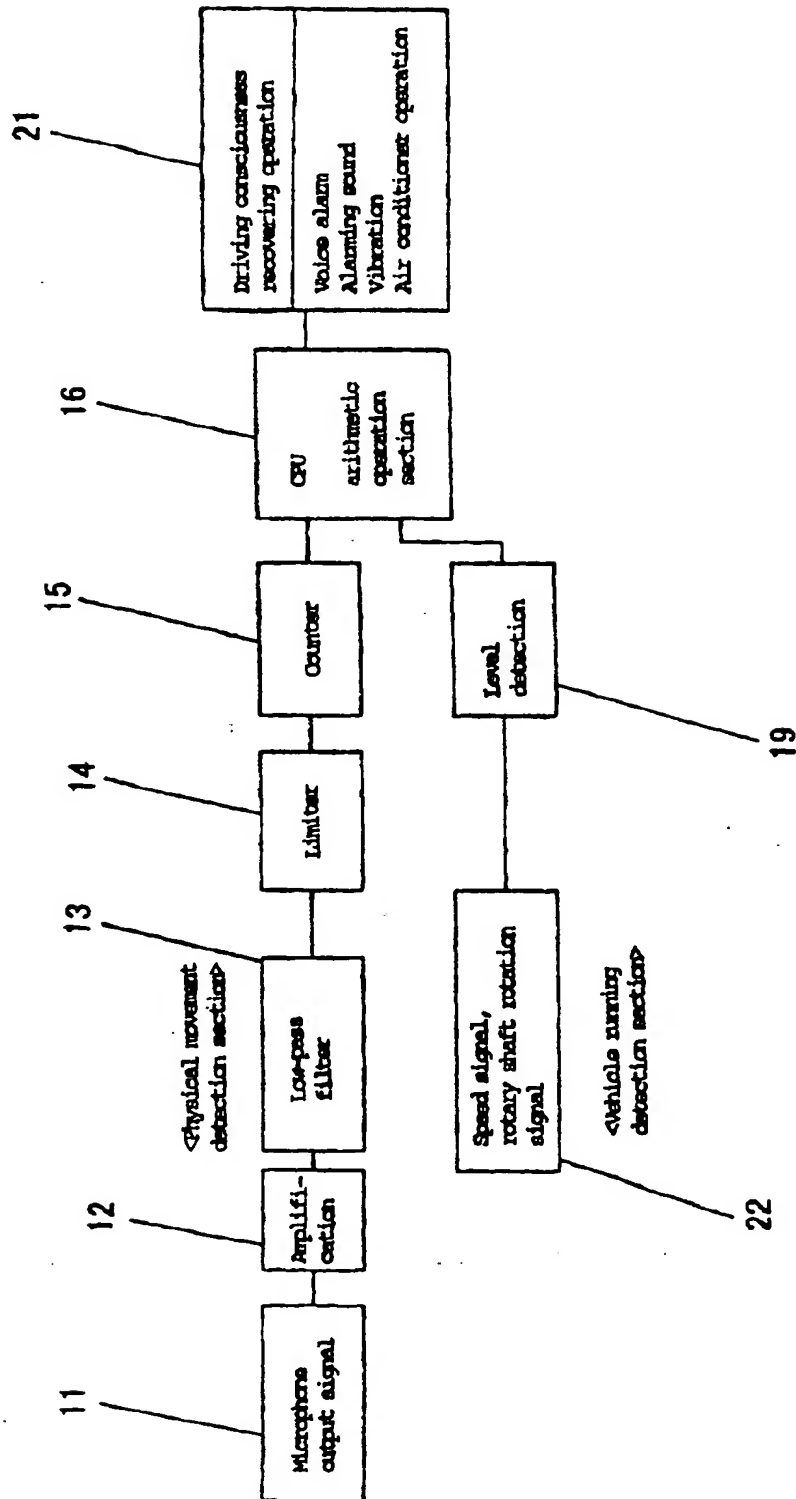 11
Microphone
output signal
12
Amplifi-
cation
<Physical movement
detection section>
13
Low-pass
filter
14
Limiter
15
Counter
16
CPU
arithmetic
operation
section
21
Driving consciousness
recovering operation
Voice alarm
Alarming sound
Vibration
Air conditioner operation
Speed signal,
rotary shaft rotation
signal
22
<Vehicle running
detection section>
Level
detection
19